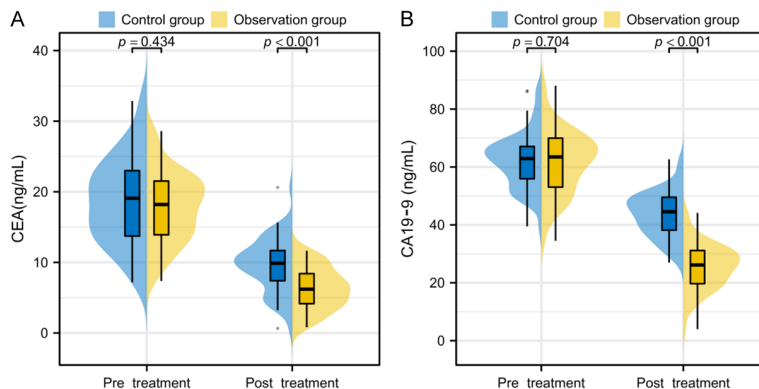 A
Control group Observation group
p = 0.434
p < 0.001
CEA(ng/mL)
40
30
20
10
0
Pre treatment
Post treatment
B
Control group Observation group
p = 0.704
p < 0.001
CA19-9 (ng/mL)
100
80
60
40
20
0
Pre treatment
Post treatment